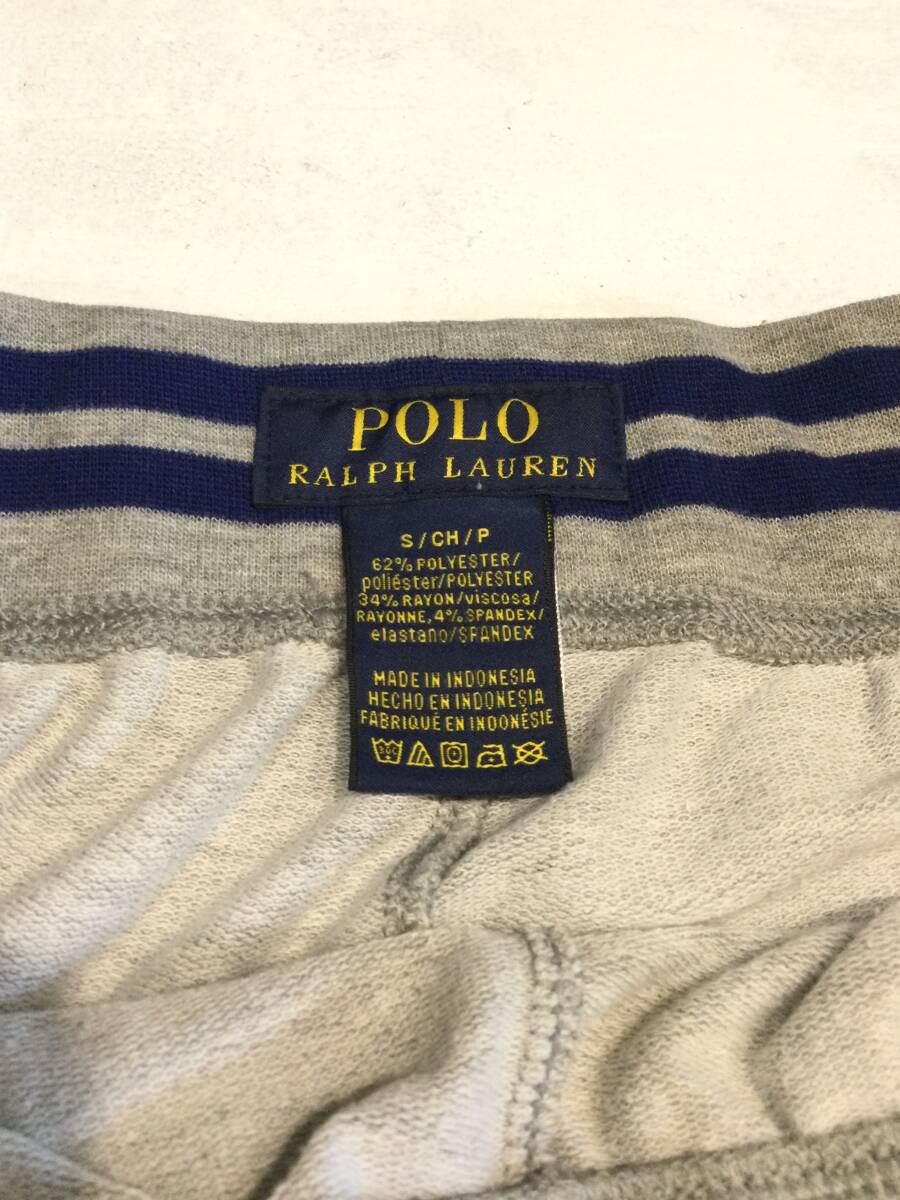 POLO
RALPH LAUREN
S/CH/P
62% POLYESTER/
poliéster/POLYESTER
34% RAYON/viscosa/
RAYONNE, 4% SPANDEX/
elastano/SPANDEX
MADE IN INDONESIA
HECHO EN INDONESIA
FABRIQUÉ EN INDONÉSIE